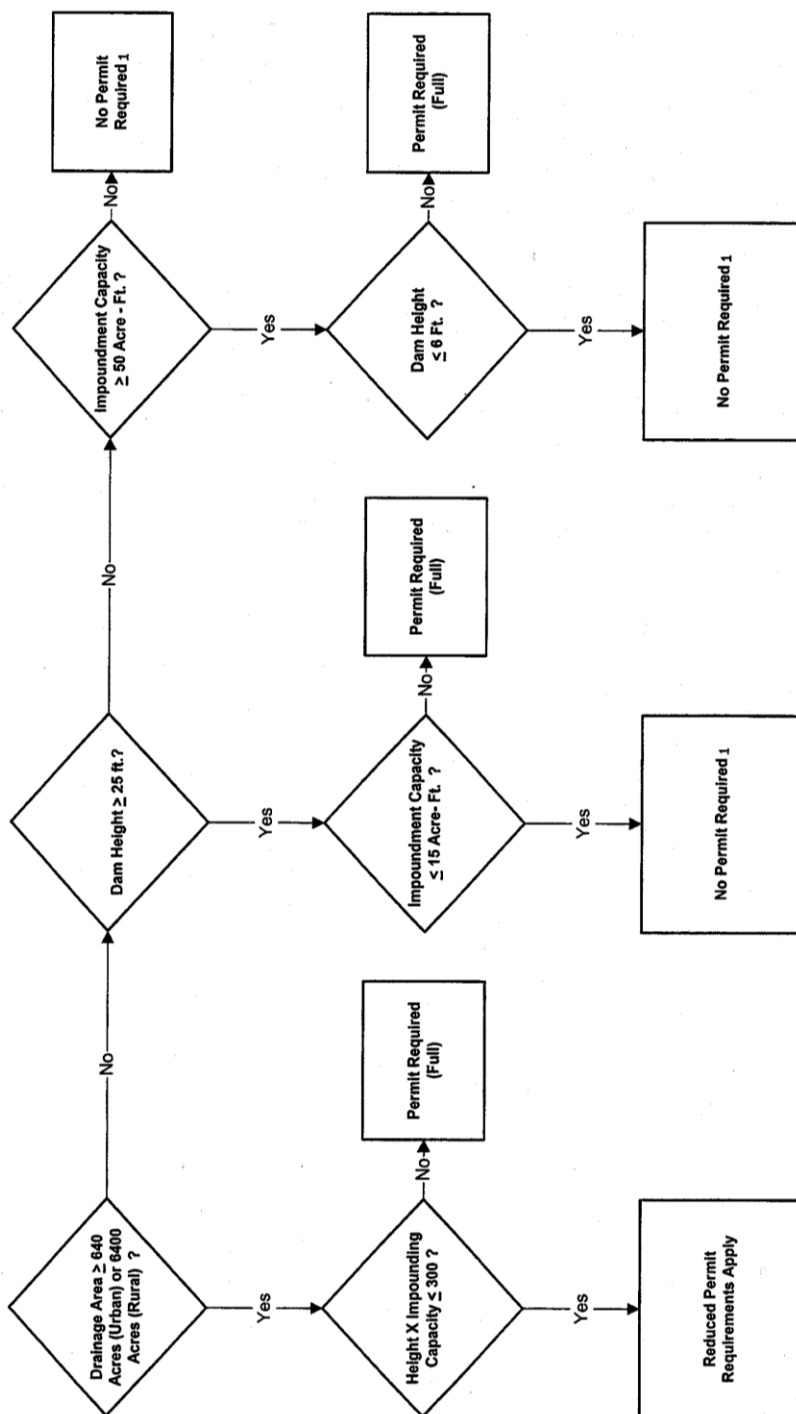 Drainage Area ≥ 640
Acres (Urban) or 6400
Acres (Rural) ?
No
Dam Height ≥ 25 ft.?
No
Impoundment Capacity
≥ 50 Acre - Ft. ?
No
No Permit
Required 1
Yes
Yes
Yes
Height X Impounding
Capacity ≤ 300 ?
No
Permit Required
(Full)
Impoundment Capacity
≤ 15 Acre- Ft. ?
No
Permit Required
(Full)
Dam Height
≤ 6 Ft. ?
No
Permit Required
(Full)
Yes
Yes
Yes
Reduced Permit
Requirements Apply
No Permit Required 1
No Permit Required 1